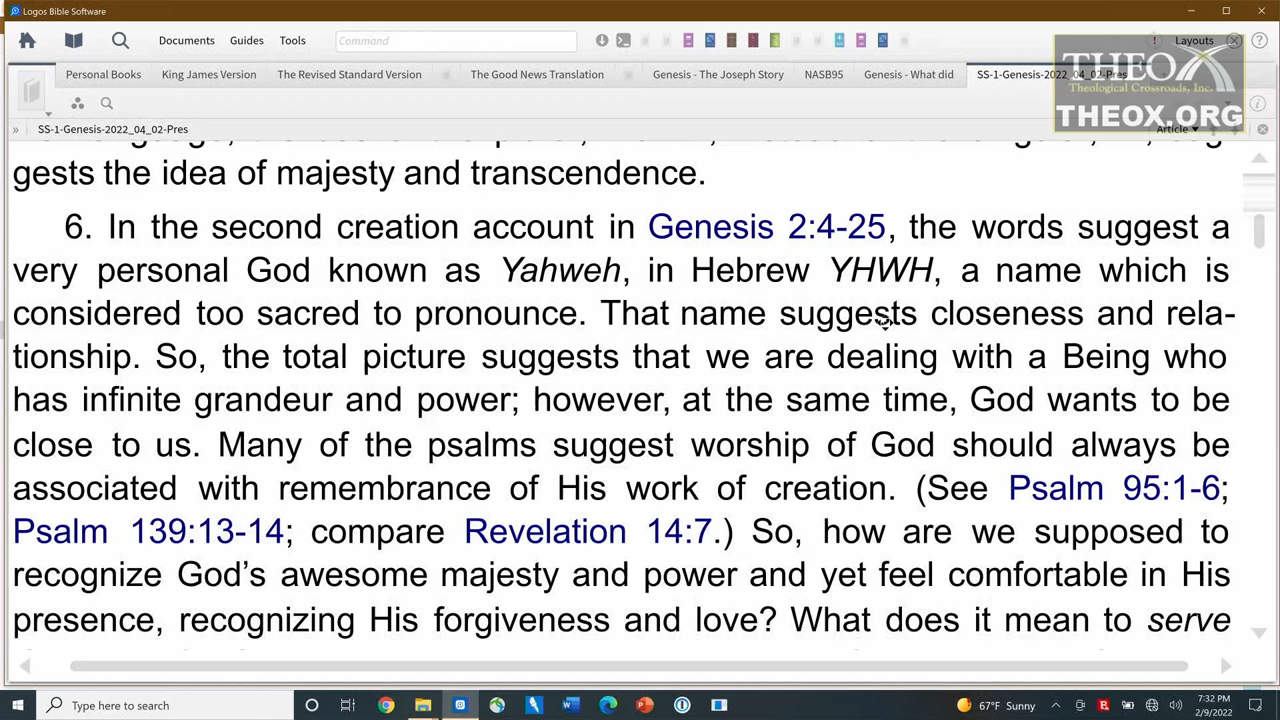 Logos Bible Software
Documents Guides Tools Command Layouts
Personal Books King James Version The Revised Standard Version The Good News Translation Genesis - The Joseph Story NASB95 Genesis - What did SS-1-Genesis-2022_04_02-Pres
THEOX
Theological Crossroads, Inc.
THEOX.ORG
SS-1-Genesis-2022_04_02-Pres Article
gests the idea of majesty and transcendence.
6. In the second creation account in Genesis 2:4-25, the words suggest a
very personal God known as Yahweh, in Hebrew YHWH, a name which is
considered too sacred to pronounce. That name suggests closeness and rela-
tionship. So, the total picture suggests that we are dealing with a Being who
has infinite grandeur and power; however, at the same time, God wants to be
close to us. Many of the psalms suggest worship of God should always be
associated with remembrance of His work of creation. (See Psalm 95:1-6;
Psalm 139:13-14; compare Revelation 14:7.) So, how are we supposed to
recognize God’s awesome majesty and power and yet feel comfortable in His
presence, recognizing His forgiveness and love? What does it mean to serve
Type here to search
67°F Sunny
7:32 PM
2/9/2022